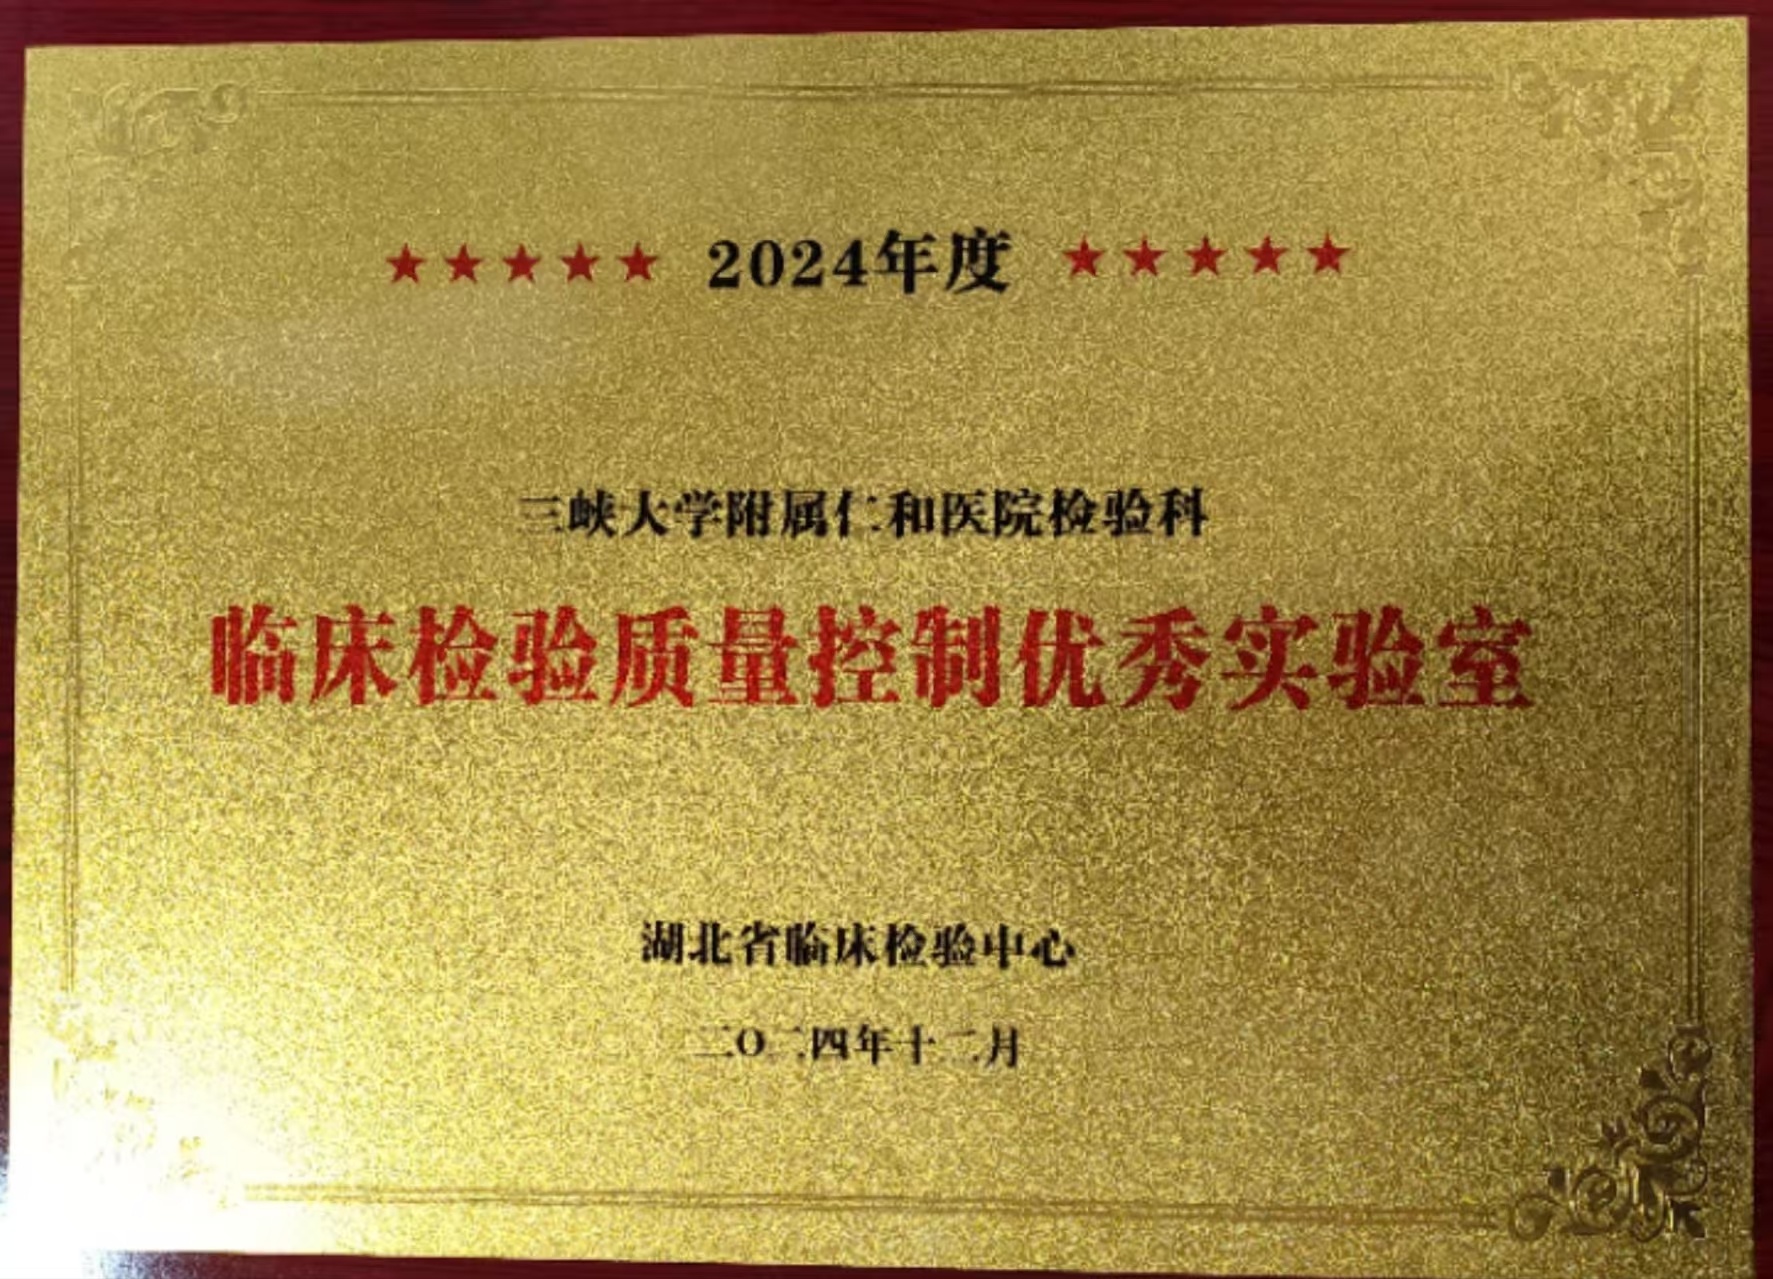 ★★★★★ 2024年度 ★★★★★
三峡大学附属仁和医院检验科
临床检验质量控制优秀实验室
湖北省临床检验中心
二O二四年十二月